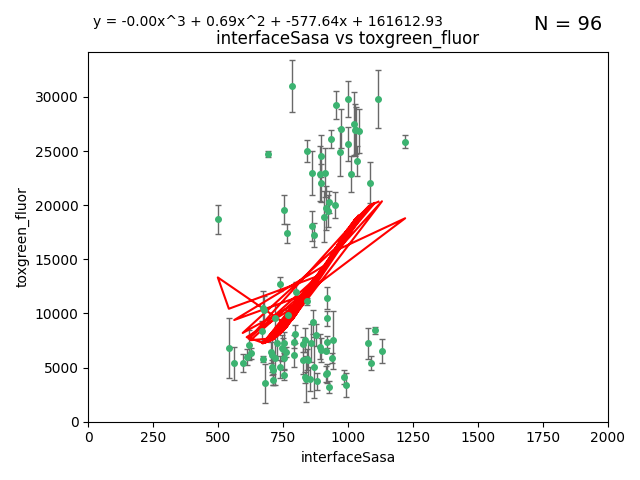 y = -0.00x^3 + 0.69x^2 + -577.64x + 161612.93
N = 96
interfaceSasa vs toxgreen_fluor
30000
25000
20000
15000
10000
5000
0
toxgreen_fluor
0 250 500 750 1000 1250 1500 1750 2000
interfaceSasa